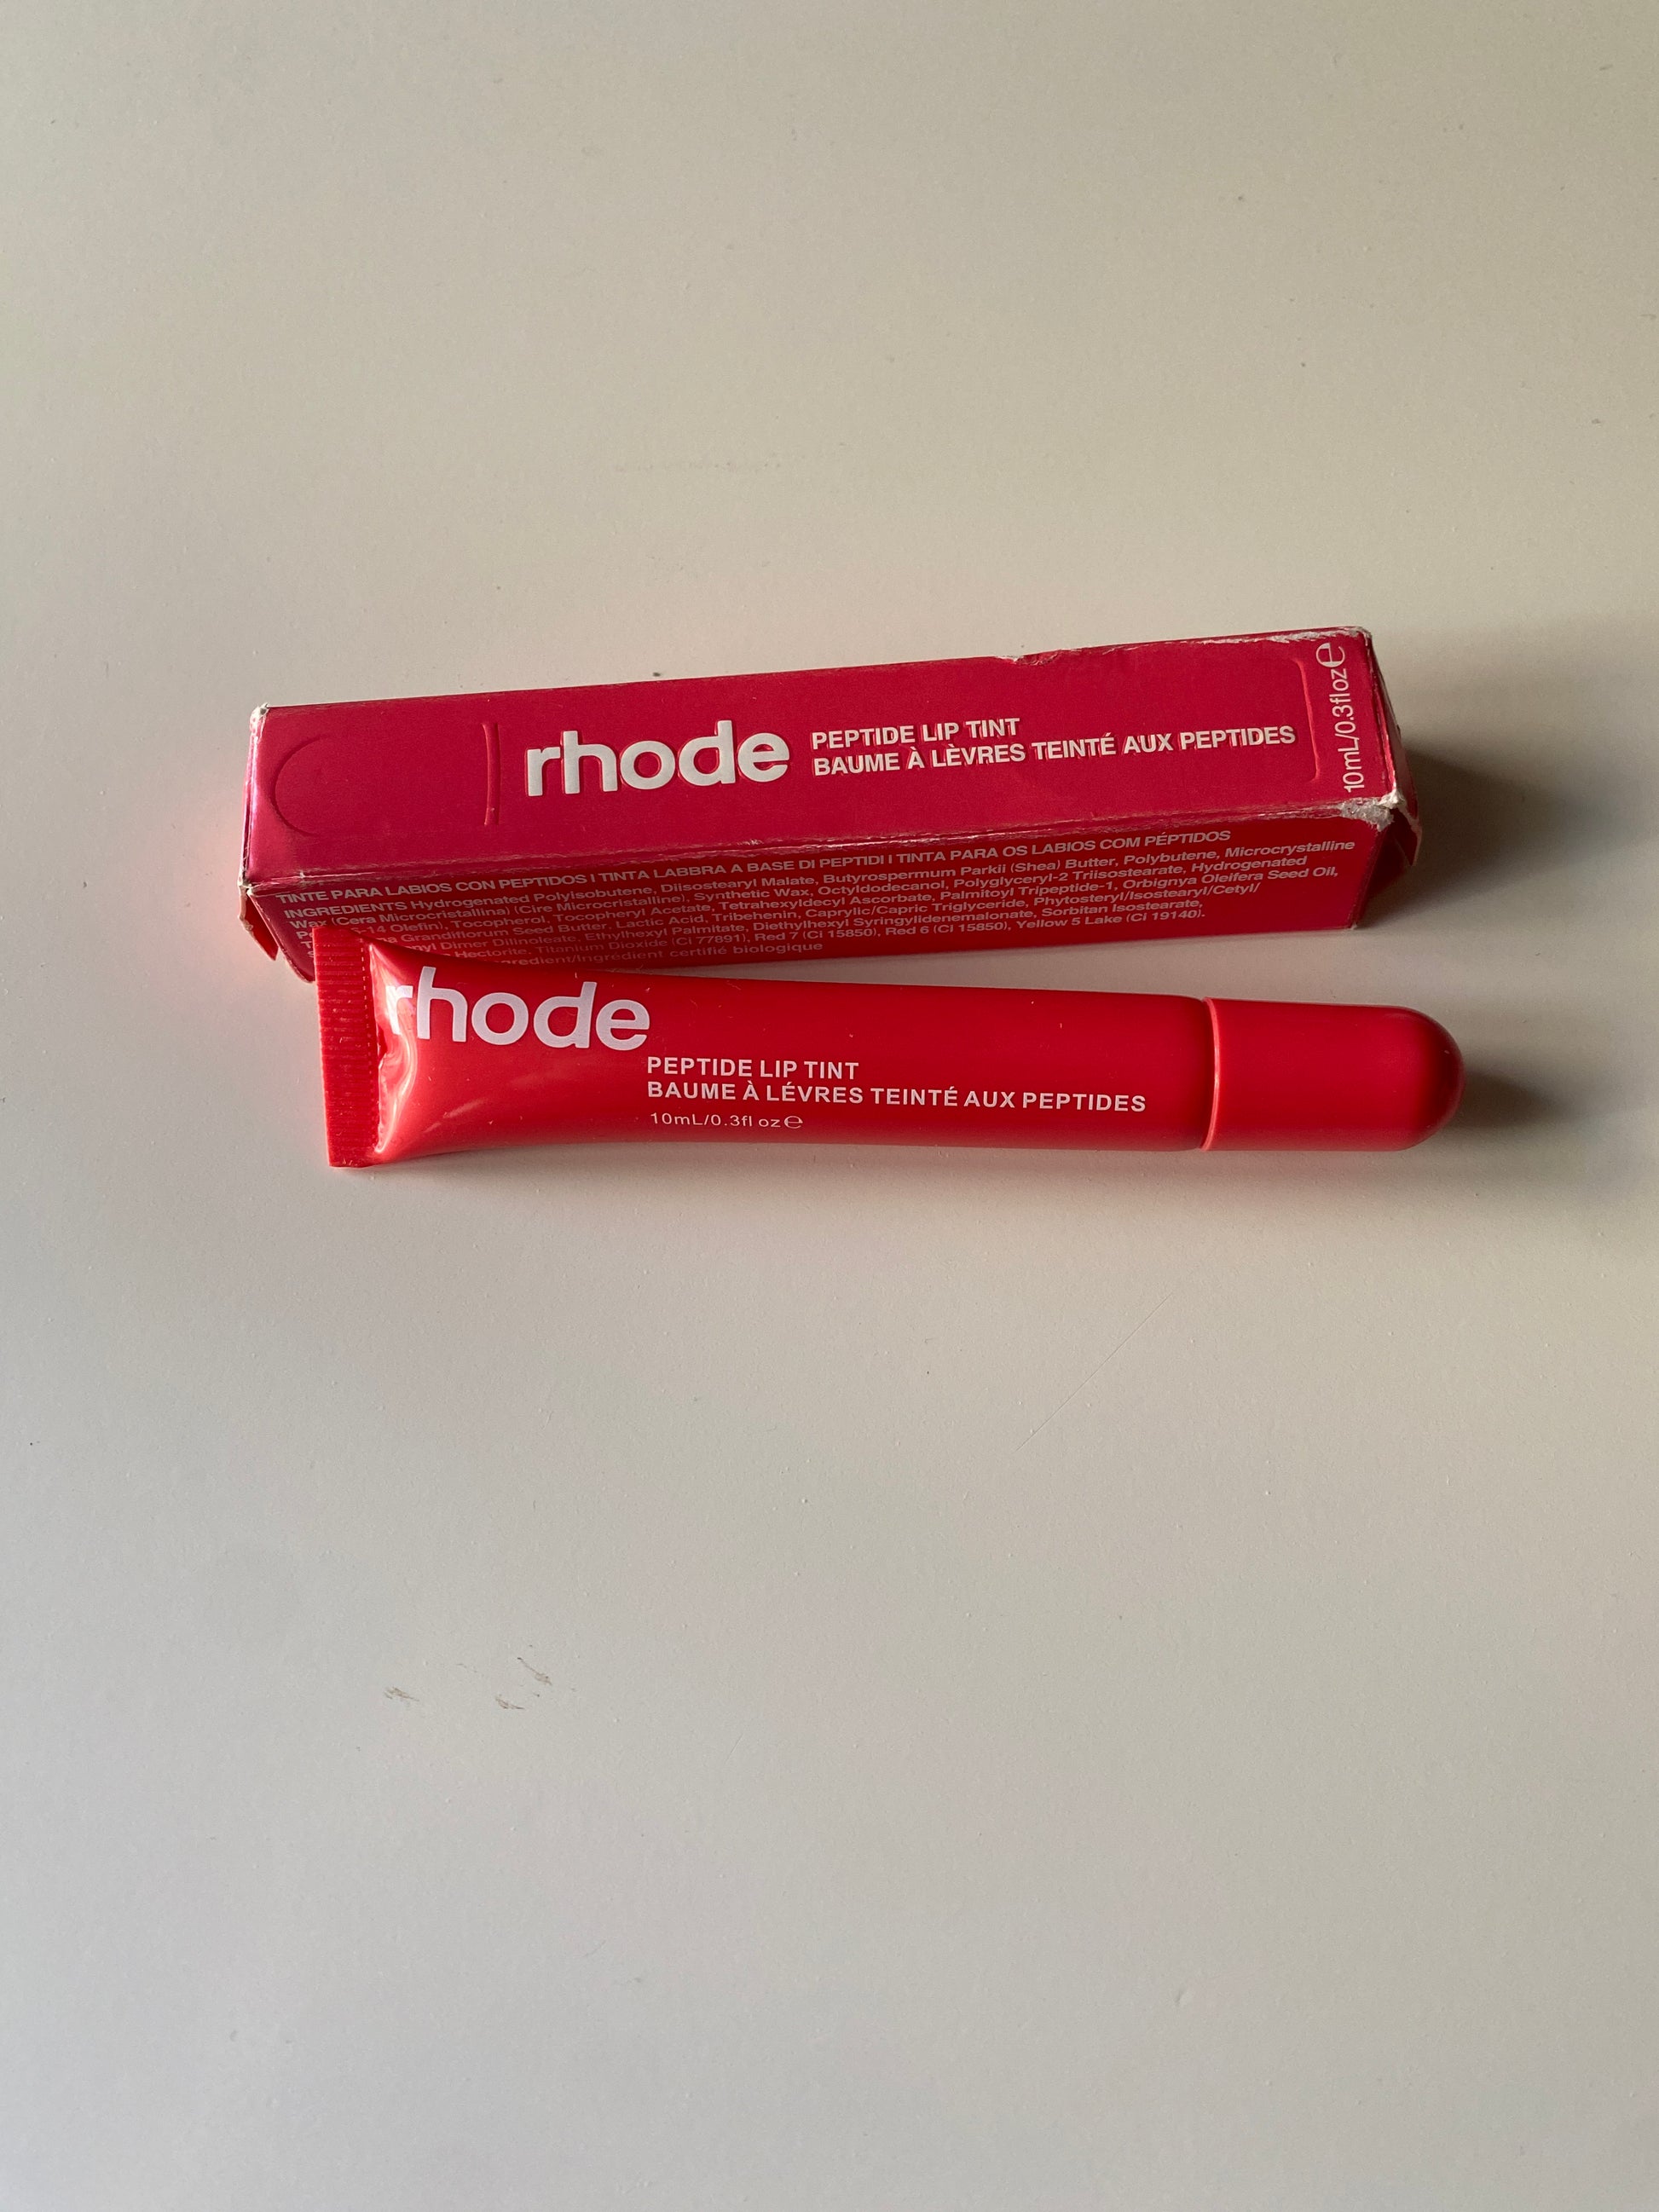 rhode
PEPTIDE LIP TINT
BAUME À LÈVRES TEINTÉ AUX PEPTIDES
10mL/0.3fl oz ℮
TINTE PARA LABIOS CON PEPTIDOS I TINTA LABBRA A BASE DI PEPTIDI I TINTA PARA OS LABIOS COM PÉPTIDOS
INGREDIENTS Hydrogenated Polyisobutene, Diisostearyl Malate, Butyrospermum Parkii (Shea) Butter, Polybutene, Microcrystalline
Wax (Cera Microcristallina) (Cire Microcristalline), Synthetic Wax, Octyldodecanol, Polyglyceryl-2 Triisostearate, Hydrogenated
Olefin), Tocopherol, Tocopheryl Acetate, Tetrahexyldecyl Ascorbate, Palmitoyl Tripeptide-1, Orbignya Oleifera Seed Oil,
Grandiflorum Seed Butter, Lactic Acid, Tribehenin, Caprylic/Capric Triglyceride, Phytosteryl/Isostearyl/Cetyl/
Dimer Dilinoleate, Ethylhexyl Palmitate, Diethylhexyl Syringylidenemalonate, Sorbitan Isostearate,
Hectorite, Titanium Dioxide (CI 77891), Red 7 (CI 15850), Red 6 (CI 15850), Yellow 5 Lake (CI 19140).
certifié biologique
rhode
PEPTIDE LIP TINT
BAUME À LÉVRES TEINTÉ AUX PEPTIDES
10mL/0.3fl oz ℮